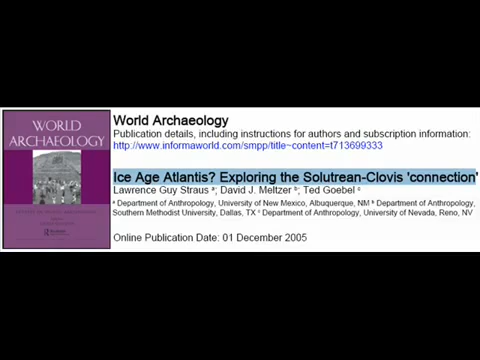 WORLD
ARCHAEOLOGY
World Archaeology
Publication details, including instructions for authors and subscription information:
http://www.informaworld.com/smpp/title~content=t713699333
Ice Age Atlantis? Exploring the Solutrean-Clovis 'connection'
Lawrence Guy Straus a; David J. Meltzer b; Ted Goebel c
a Department of Anthropology, University of New Mexico, Albuquerque, NM b Department of Anthropology,
Southern Methodist University, Dallas, TX c Department of Anthropology, University of Nevada, Reno, NV
Online Publication Date: 01 December 2005